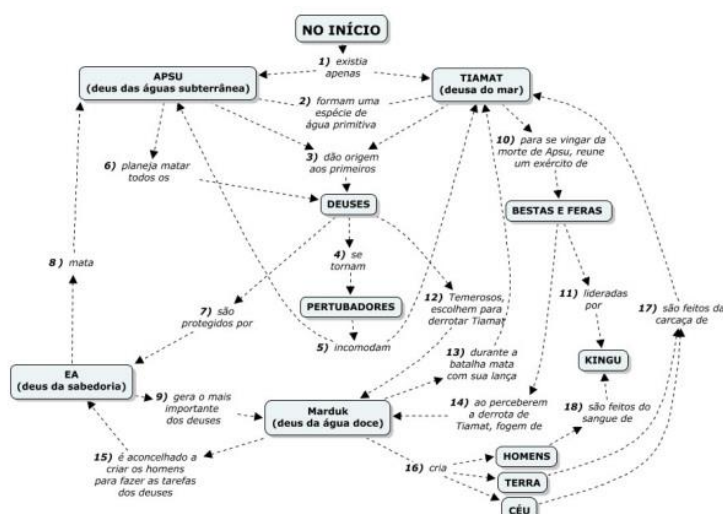 NO INÍCIO
1) existia
apenas
APSU
(deus das águas subterrânea)
TIAMAT
(deusa do mar)
2) formam uma
espécie de
água primitiva
3) dão origem
aos primeiros
10) para se vingar da
morte de Apsu, reune
um exército de
6) planeja matar
todos os
DEUSES
BESTAS E FERAS
8) mata
4) se
tornam
7) são
protegidos por
PERTUBADORES
12) Temerosos,
escolhem para
derrotar Tiamat
11) lideradas
por
17) são feitos da
carcaça de
5) incomodam
13) durante a
batalha mata
com sua lança
KINGU
EA
(deus da sabedoria)
9) gera o mais
importante
dos deuses
Marduk
(deus da água doce)
14) ao perceberem
a derrota de
Tiamat, fogem de
18) são feitos do
sangue de
15) é aconcelhado a
criar os homens
para fazer as tarefas
dos deuses
16) cria
HOMENS
TERRA
CÉU